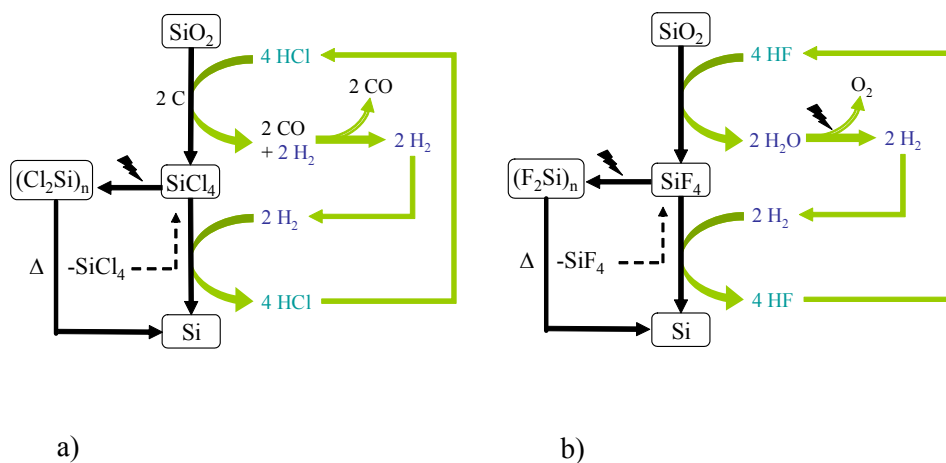 SiO2
4 HCl
2 C
2 CO
2 CO
+ 2 H2
2 H2
(Cl2Si)n
SiCl4
2 H2
Δ
-SiCl4
4 HCl
Si
a)
SiO2
4 HF
O2
2 H2O
2 H2
(F2Si)n
SiF4
2 H2
Δ
-SiF4
4 HF
Si
b)